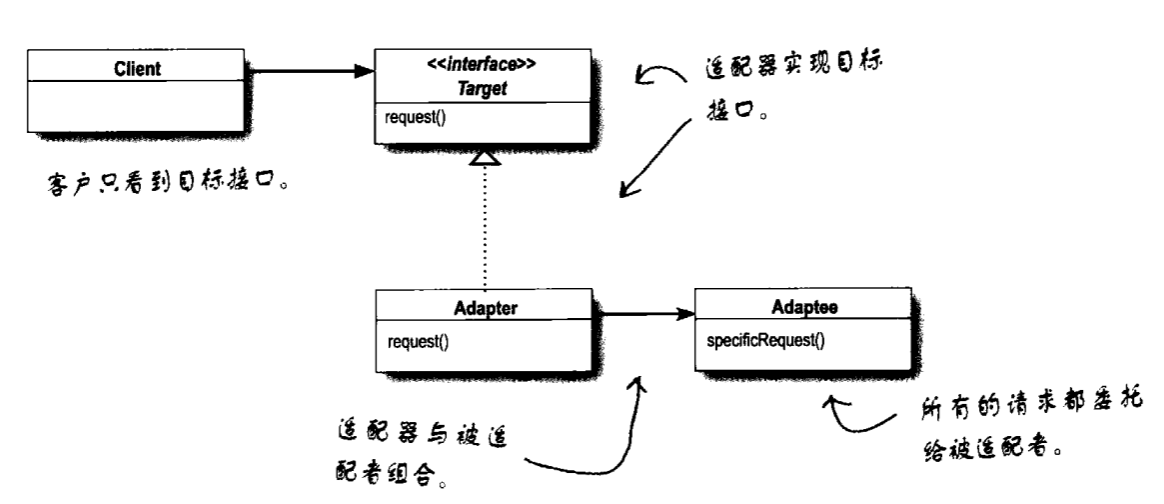 Client
<<interface>>
Target
request()
适配器实现目标
接口。
客户只看到目标接口。
Adapter
request()
Adaptee
specificRequest()
适配器与被适
配者组合。
所有的请求都委托
给被适配者。